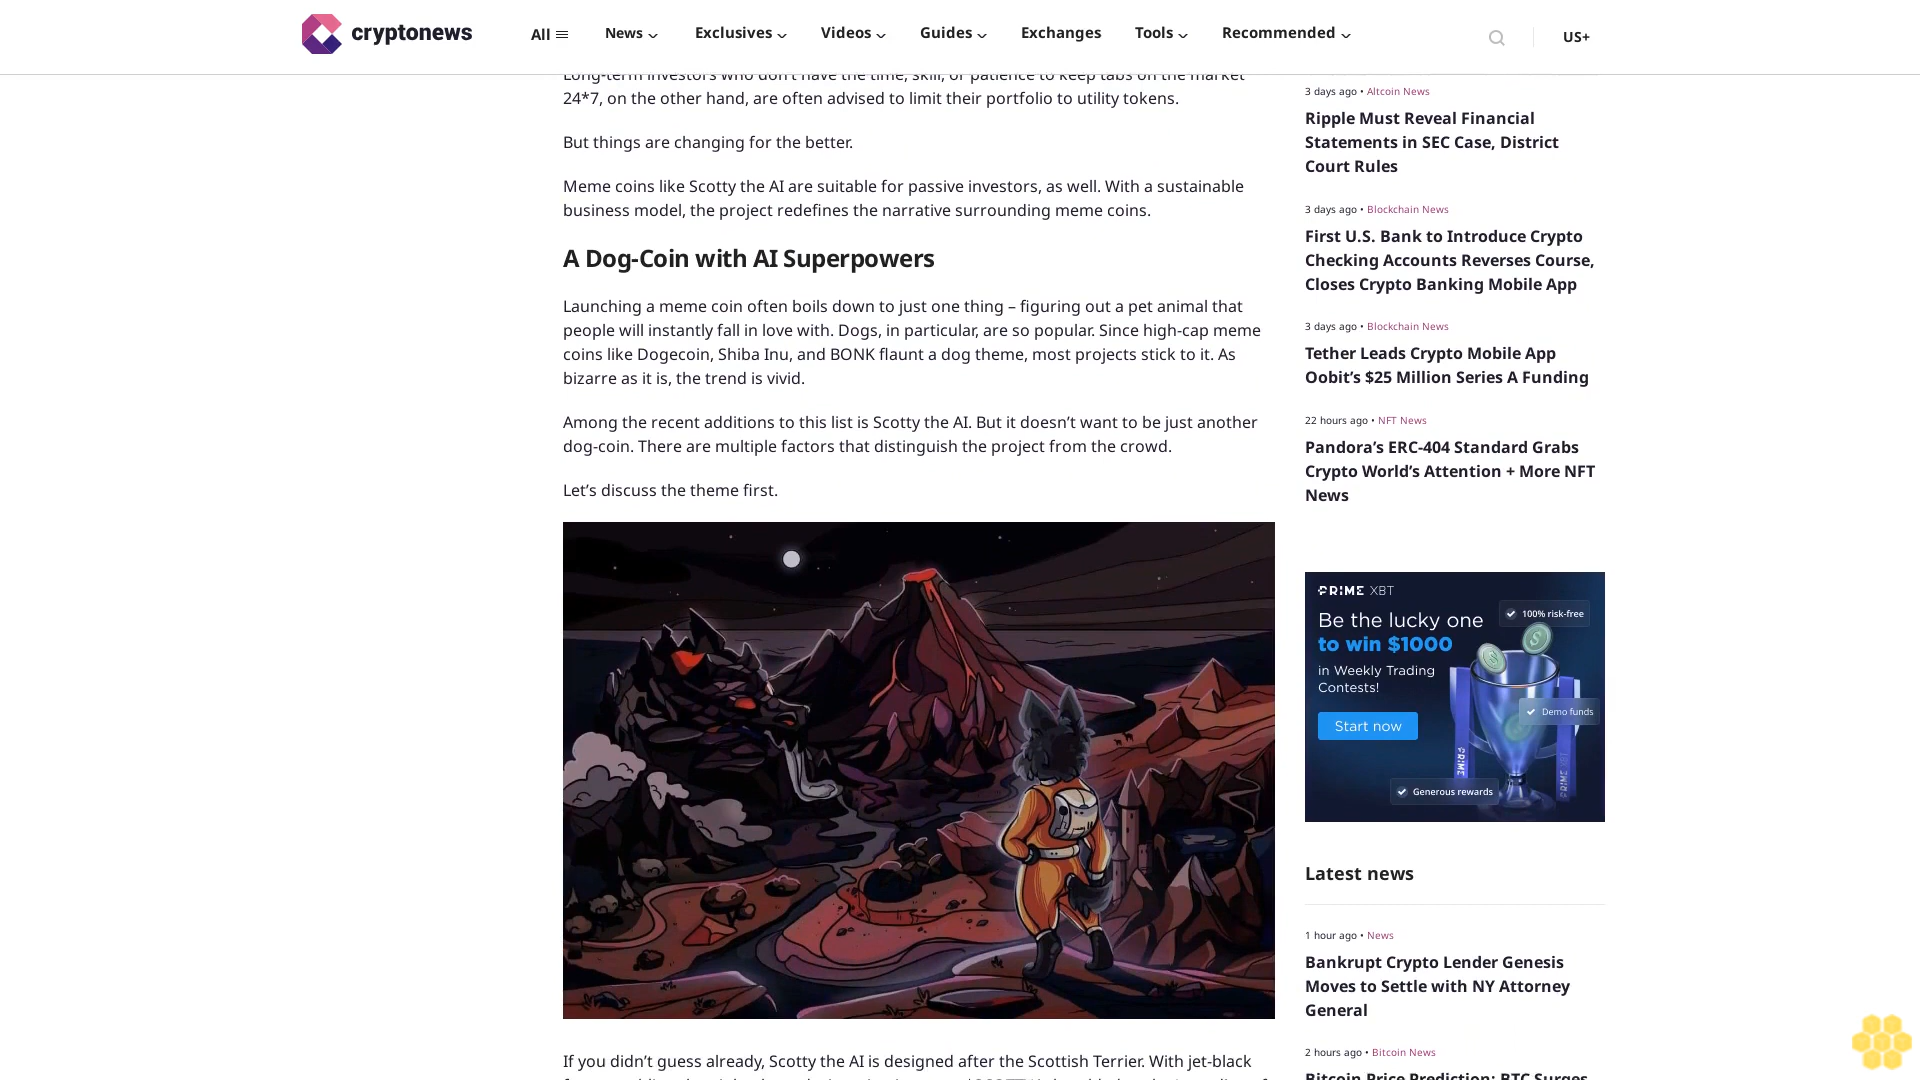 cryptonews
All
News
Exclusives
Videos
Guides
Exchanges
Tools
Recommended
US+
Long-term investors who don't have the time, skill, or patience to keep tabs on the market
24*7, on the other hand, are often advised to limit their portfolio to utility tokens.
But things are changing for the better.
Meme coins like Scotty the AI are suitable for passive investors, as well. With a sustainable
business model, the project redefines the narrative surrounding meme coins.
A Dog-Coin with AI Superpowers
Launching a meme coin often boils down to just one thing – figuring out a pet animal that
people will instantly fall in love with. Dogs, in particular, are so popular. Since high-cap meme
coins like Dogecoin, Shiba Inu, and BONK flaunt a dog theme, most projects stick to it. As
bizarre as it is, the trend is vivid.
Among the recent additions to this list is Scotty the AI. But it doesn’t want to be just another
dog-coin. There are multiple factors that distinguish the project from the crowd.
Let’s discuss the theme first.
If you didn’t guess already, Scotty the AI is designed after the Scottish Terrier. With jet-black
3 days ago • Altcoin News
Ripple Must Reveal Financial
Statements in SEC Case, District
Court Rules
3 days ago • Blockchain News
First U.S. Bank to Introduce Crypto
Checking Accounts Reverses Course,
Closes Crypto Banking Mobile App
3 days ago • Blockchain News
Tether Leads Crypto Mobile App
Oobit’s $25 Million Series A Funding
22 hours ago • NFT News
Pandora’s ERC-404 Standard Grabs
Crypto World’s Attention + More NFT
News
PRIME XBT
100% risk-free
Be the lucky one
to win $1000
in Weekly Trading
Contests!
Demo funds
Start now
PRIME
PRIME XBT
Generous rewards
Latest news
1 hour ago • News
Bankrupt Crypto Lender Genesis
Moves to Settle with NY Attorney
General
2 hours ago • Bitcoin News
Bitcoin Price Prediction: BTC Surges